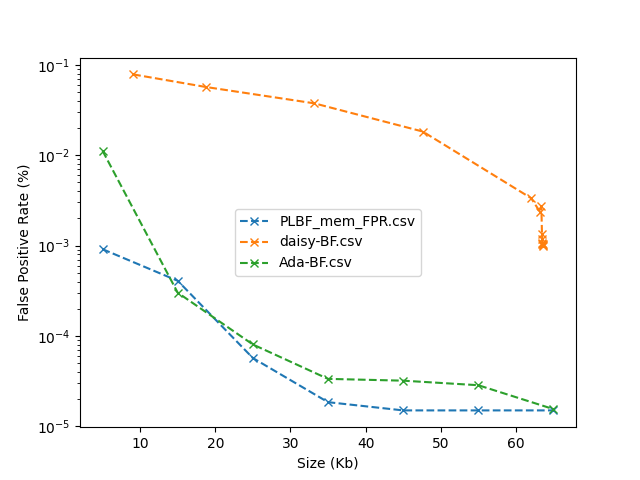 10⁻¹
10⁻²
10⁻³
10⁻⁴
10⁻⁵
False Positive Rate (%)
PLBF_mem_FPR.csv
daisy-BF.csv
Ada-BF.csv
10 20 30 40 50 60
Size (Kb)